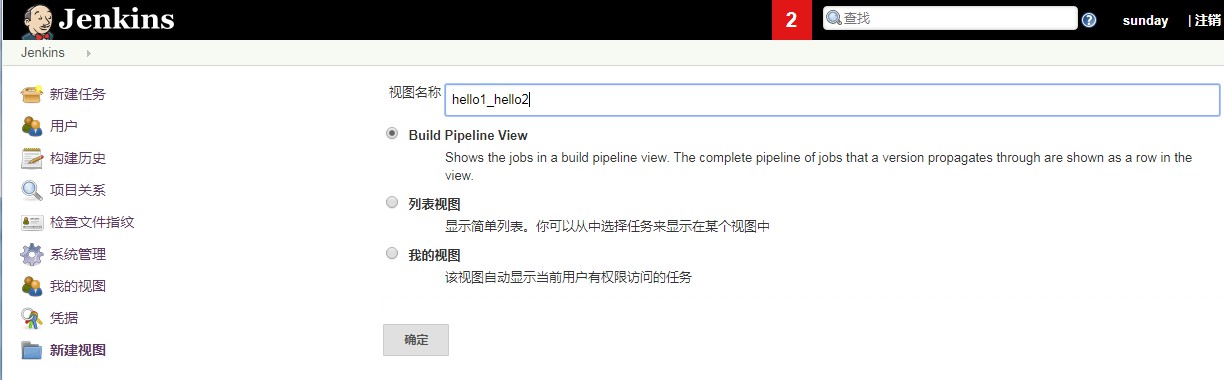 Jenkins
2
查找
?
sunday
| 注销
Jenkins
新建任务
用户
构建历史
项目关系
检查文件指纹
系统管理
我的视图
凭据
新建视图
视图名称
hello1_hello2
Build Pipeline View
Shows the jobs in a build pipeline view. The complete pipeline of jobs that a version propagates through are shown as a row in the
view.
列表视图
显示简单列表。你可以从中选择任务来显示在某个视图中
我的视图
该视图自动显示当前用户有权限访问的任务
确定